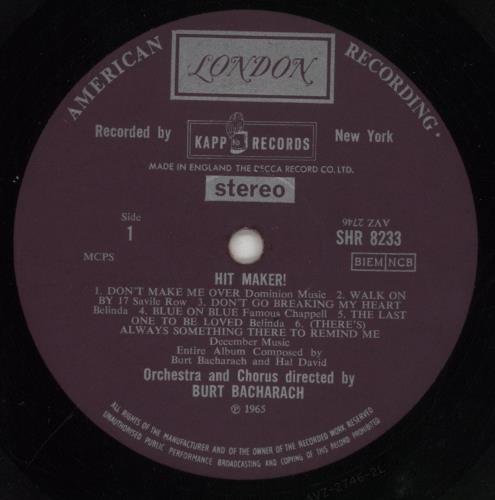 AMERICAN RECORDING.
LONDON
Recorded by KAPP RECORDS New York
MADE IN ENGLAND THE DECCA RECORD CO. LTD.
stereo
Side
1
MCPS
AVZ 2746
SHR 8233
BIEM NCB
HIT MAKER!
1. DON'T MAKE ME OVER Dominion Music 2. WALK ON
BY 17 Savile Row 3. DON'T GO BREAKING MY HEART
Belinda 4. BLUE ON BLUE Famous Chappell 5. THE LAST
ONE TO BE LOVED Belinda 6. (THERE'S)
ALWAYS SOMETHING THERE TO REMIND ME
December Music
Entire Album Composed by
Burt Bacharach and Hal David
Orchestra and Chorus directed by
BURT BACHARACH
℗ 1965
ALL RIGHTS OF THE MANUFACTURER AND OF THE OWNER OF THE RECORDED WORK RESERVED
UNAUTHORISED PUBLIC PERFORMANCE BROADCASTING AND COPYING OF THIS RECORD PROHIBITED